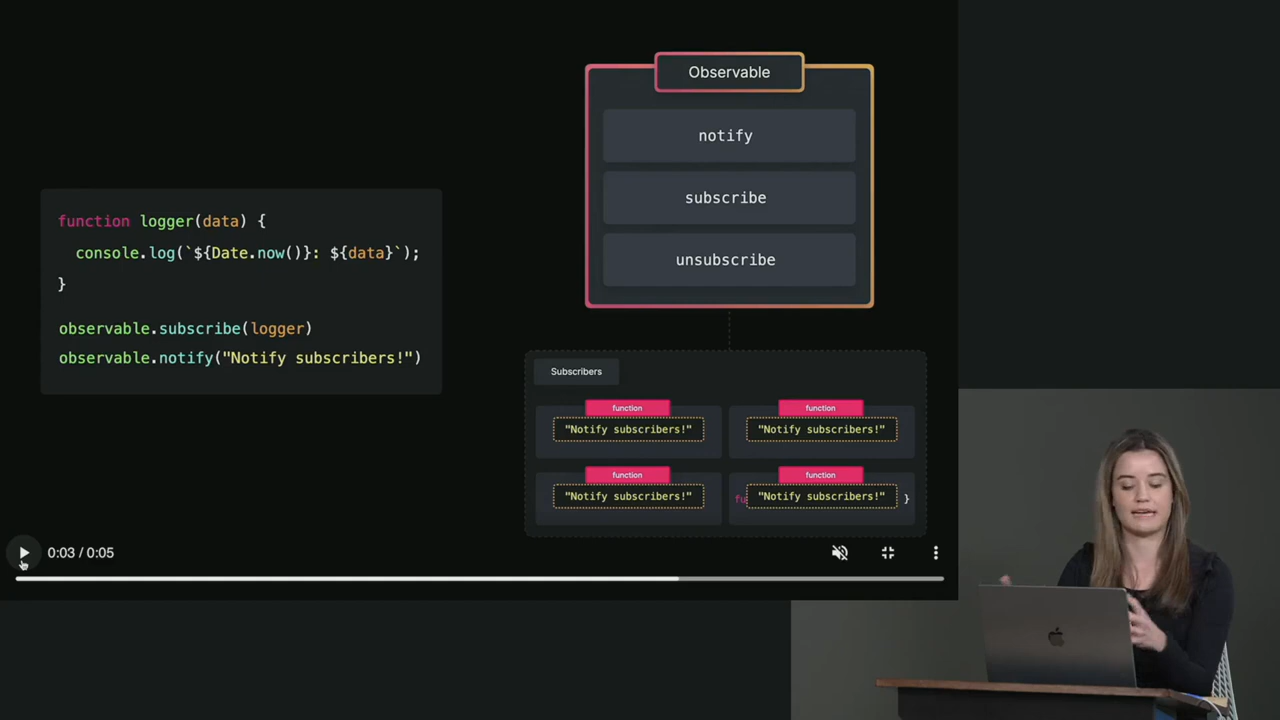 Observable
notify
subscribe
unsubscribe
function logger(data) {
console.log(`${Date.now()}: ${data}`);
}
observable.subscribe(logger)
observable.notify("Notify subscribers!")
Subscribers
function
"Notify subscribers!"
function
"Notify subscribers!"
function
"Notify subscribers!"
function
fu "Notify subscribers!" }
0:03 / 0:05